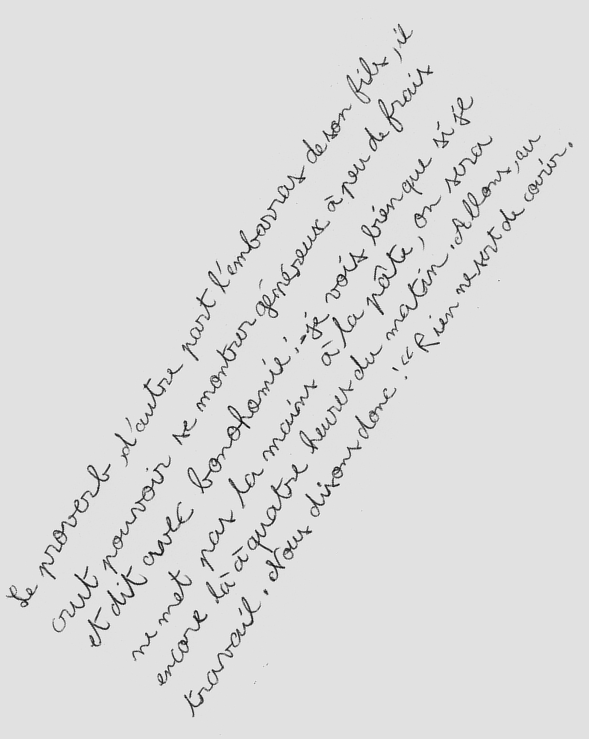 Le proverb d'autre part l'embarras de son fils, il
crut pouvoir se montrer généreux à peu de frais
et dit avec bonohomie : - je vois bien que si je
ne met pas la mains à la pâte, on sera
encore là à quatre heures du matin. Allons, au
travail. Nous disons donc : « Rien ne sert de courir.